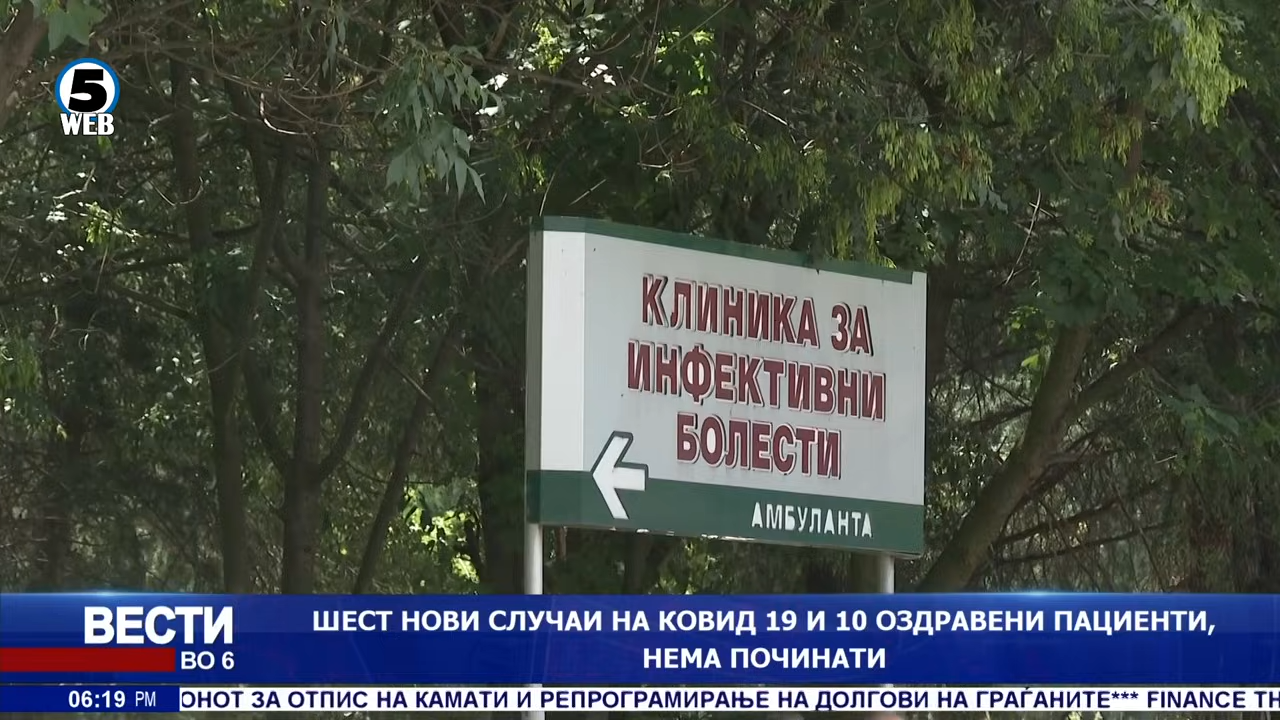 5
WEB
КЛИНИКА ЗА
ИНФЕКТИВНИ
БОЛЕСТИ
АМБУЛАНТА
ВЕСТИ
ВО 6
ШЕСТ НОВИ СЛУЧАИ НА КОВИД 19 И 10 ОЗДРАВЕНИ ПАЦИЕНТИ,
НЕМА ПОЧИНАТИ
06:19 PM
ОНОТ ЗА ОТПИС НА КАМАТИ И РЕПРОГРАМИРАЊЕ НА ДОЛГОВИ НА ГРАЃАНИТЕ*** FINANCE TH